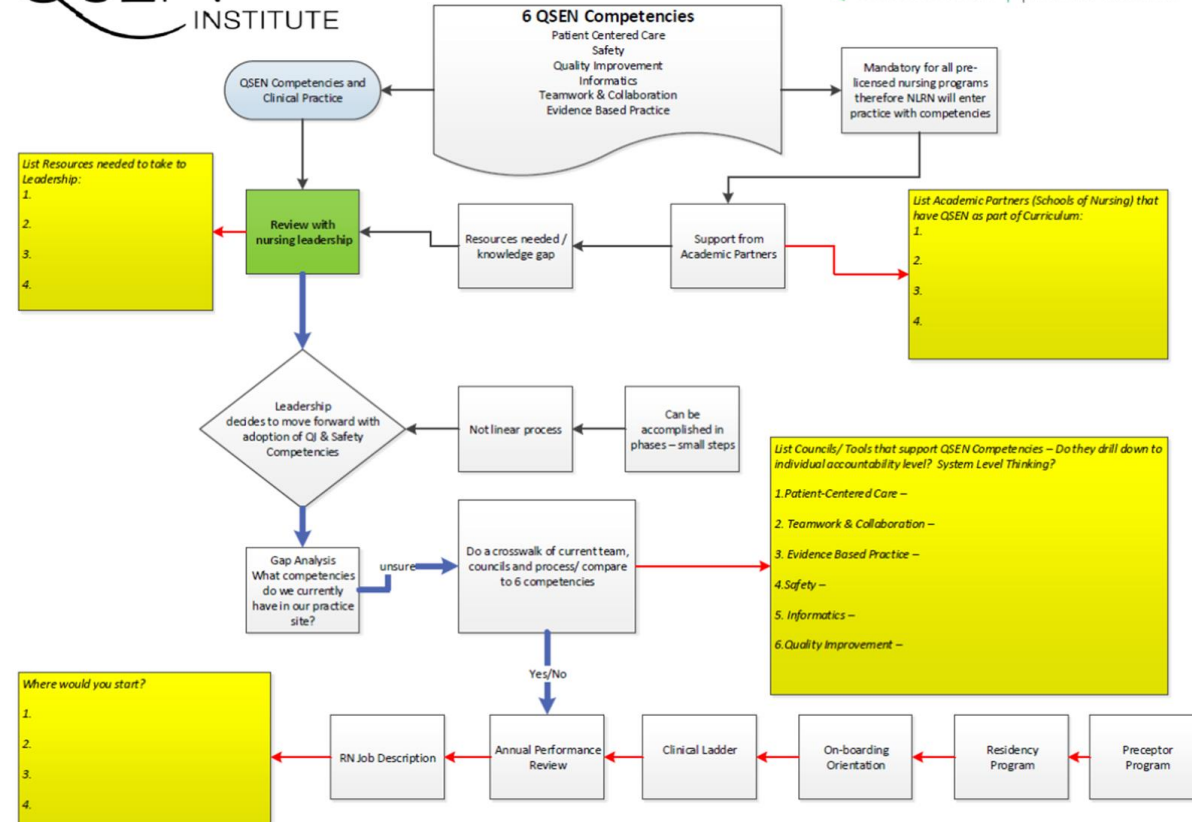 INSTITUTE
6 QSEN Competencies
Patient Centered Care
Safety
Quality Improvement
Informatics
Teamwork & Collaboration
Evidence Based Practice
QSEN Competencies and
Clinical Practice
Mandatory for all pre-
licensed nursing programs
therefore NLRN will enter
practice with competencies
List Resources needed to take to
Leadership:
1.
2.
3.
4.
Review with
nursing leadership
Resources needed /
knowledge gap
Support from
Academic Partners
List Academic Partners (Schools of Nursing) that
have QSEN as part of Curriculum:
1.
2.
3.
4.
Leadership
decides to move forward with
adoption of QI & Safety
Competencies
Not linear process
Can be
accomplished in
phases – small steps
List Councils/ Tools that support QSEN Competencies – Do they drill down to
individual accountability level? System Level Thinking?
1.Patient-Centered Care –
2. Teamwork & Collaboration –
3. Evidence Based Practice –
4.Safety –
5. Informatics –
6.Quality Improvement –
Gap Analysis
What competencies
do we currently
have in our practice
site?
unsure
Do a crosswalk of current team,
councils and process/ compare
to 6 competencies
Yes/No
Where would you start?
1.
2.
3.
4.
RN Job Description
Annual Performance
Review
Clinical Ladder
On-boarding
Orientation
Residency
Program
Preceptor
Program